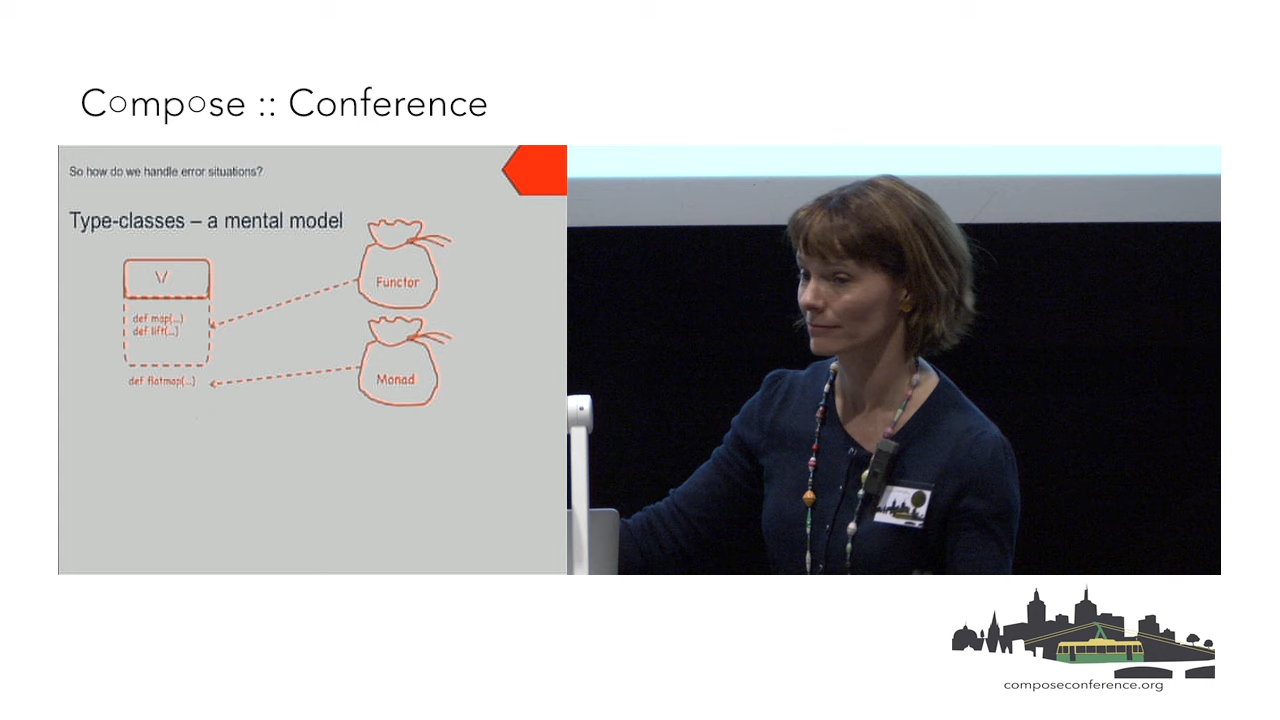 Compose :: Conference
So how do we handle error situations?
Type-classes – a mental model
\/
def map(...)
def lift(...)
def flatmap(...)
Functor
Monad
composeconference.org